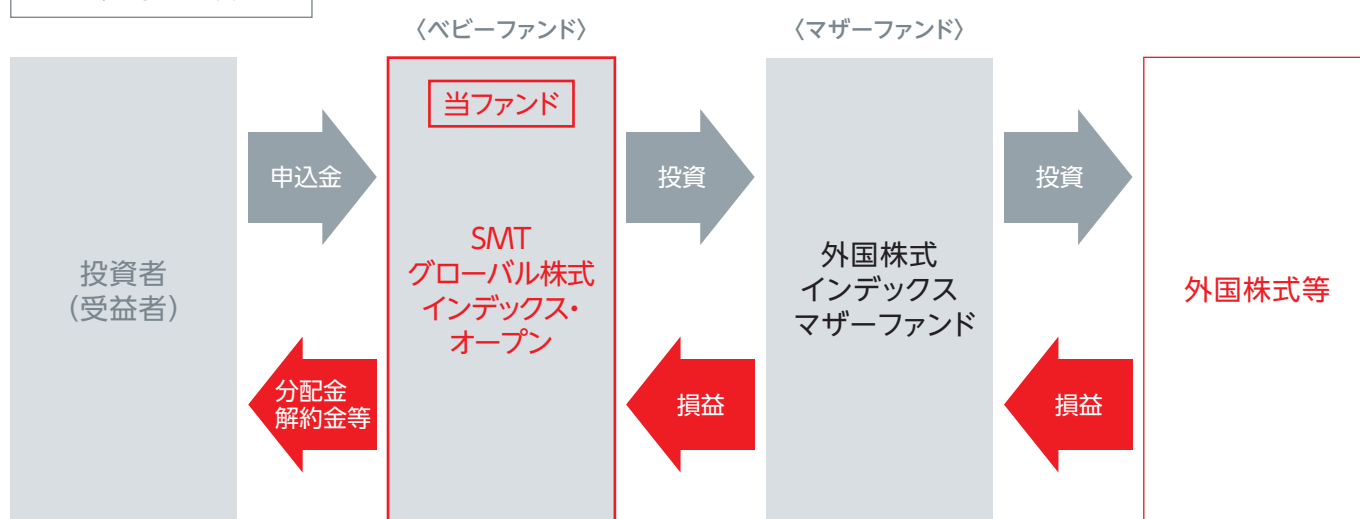 〈ベビーファンド〉
〈マザーファンド〉
当ファンド
申込金
投資
投資
投資者
(受益者)
SMT
グローバル株式
インデックス・
オープン
外国株式
インデックス
マザーファンド
外国株式等
分配金
解約金等
損益
損益